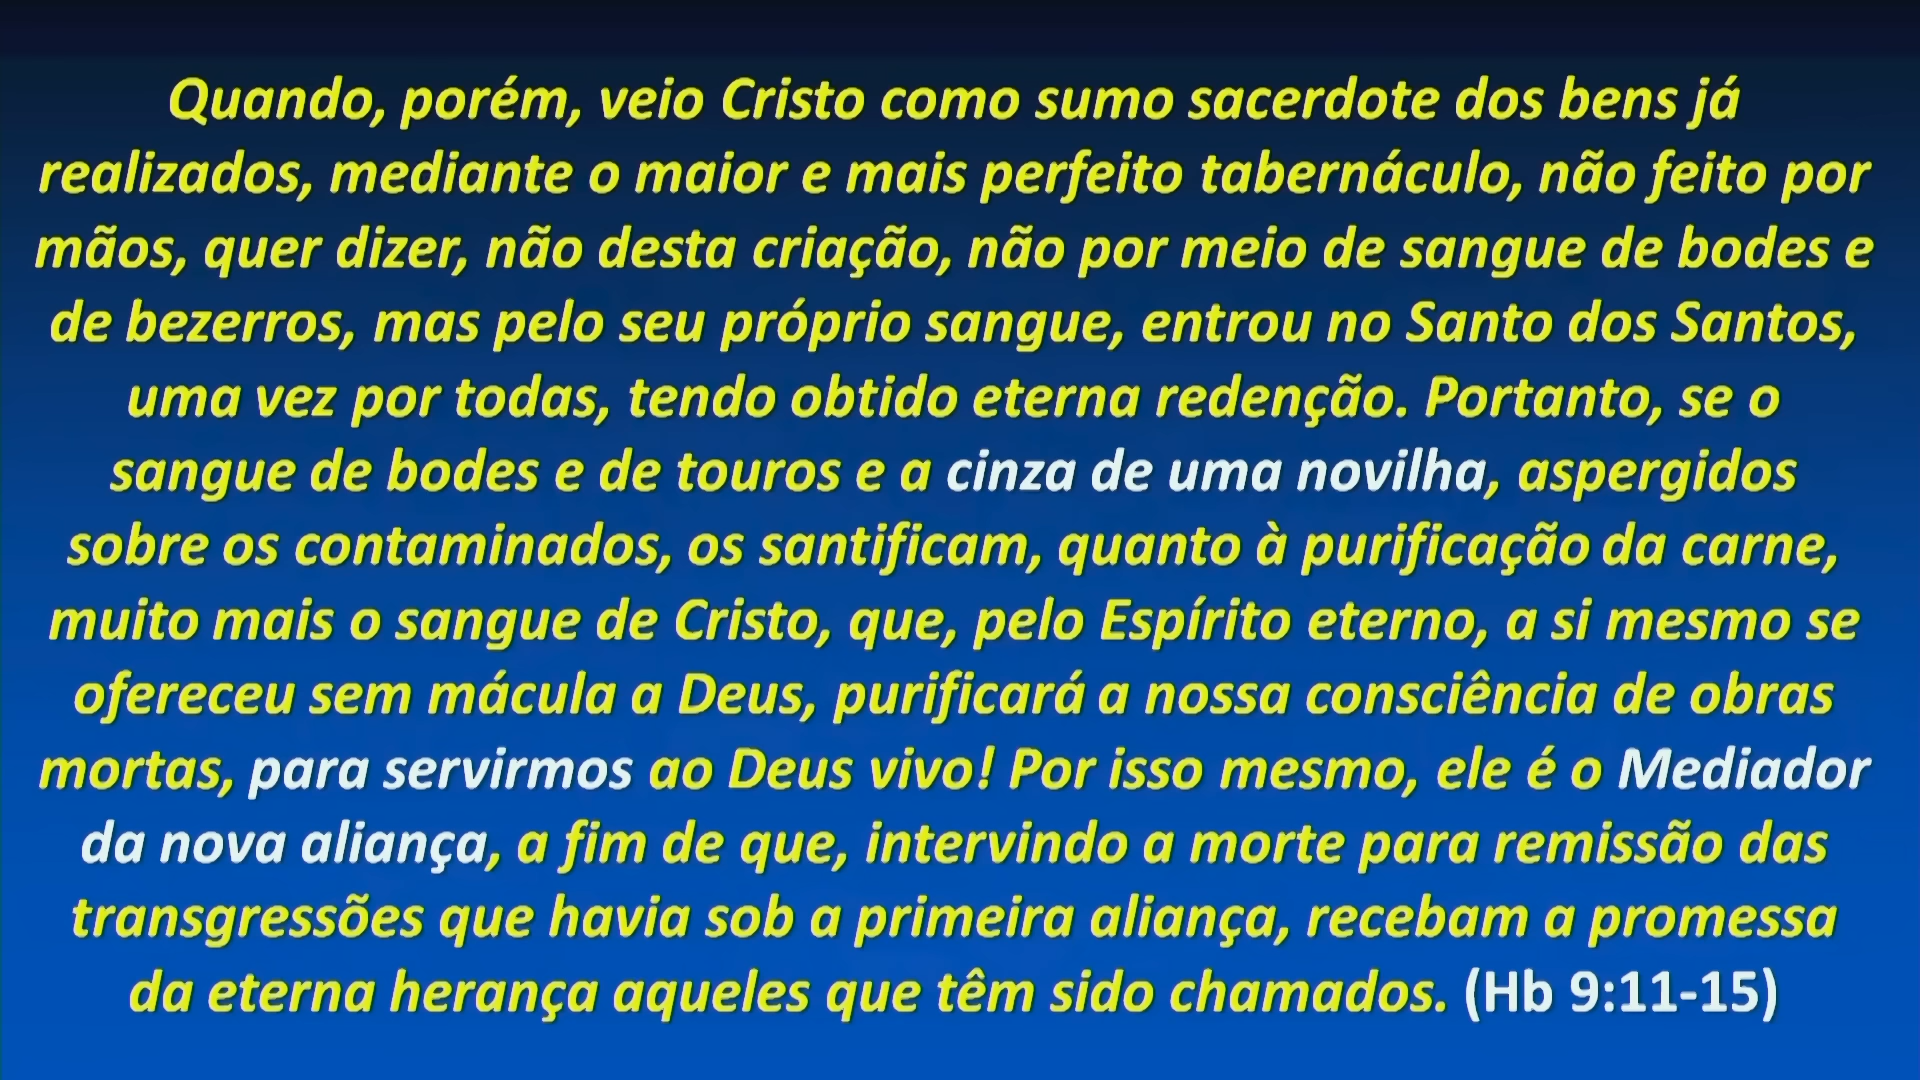 Quando, porém, veio Cristo como sumo sacerdote dos bens já
realizados, mediante o maior e mais perfeito tabernáculo, não feito por
mãos, quer dizer, não desta criação, não por meio de sangue de bodes e
de bezerros, mas pelo seu próprio sangue, entrou no Santo dos Santos,
uma vez por todas, tendo obtido eterna redenção. Portanto, se o
sangue de bodes e de touros e a cinza de uma novilha, aspergidos
sobre os contaminados, os santificam, quanto à purificação da carne,
muito mais o sangue de Cristo, que, pelo Espírito eterno, a si mesmo se
ofereceu sem mácula a Deus, purificará a nossa consciência de obras
mortas, para servirmos ao Deus vivo! Por isso mesmo, ele é o Mediador
da nova aliança, a fim de que, intervindo a morte para remissão das
transgressões que havia sob a primeira aliança, recebam a promessa
da eterna herança aqueles que têm sido chamados. (Hb 9:11-15)